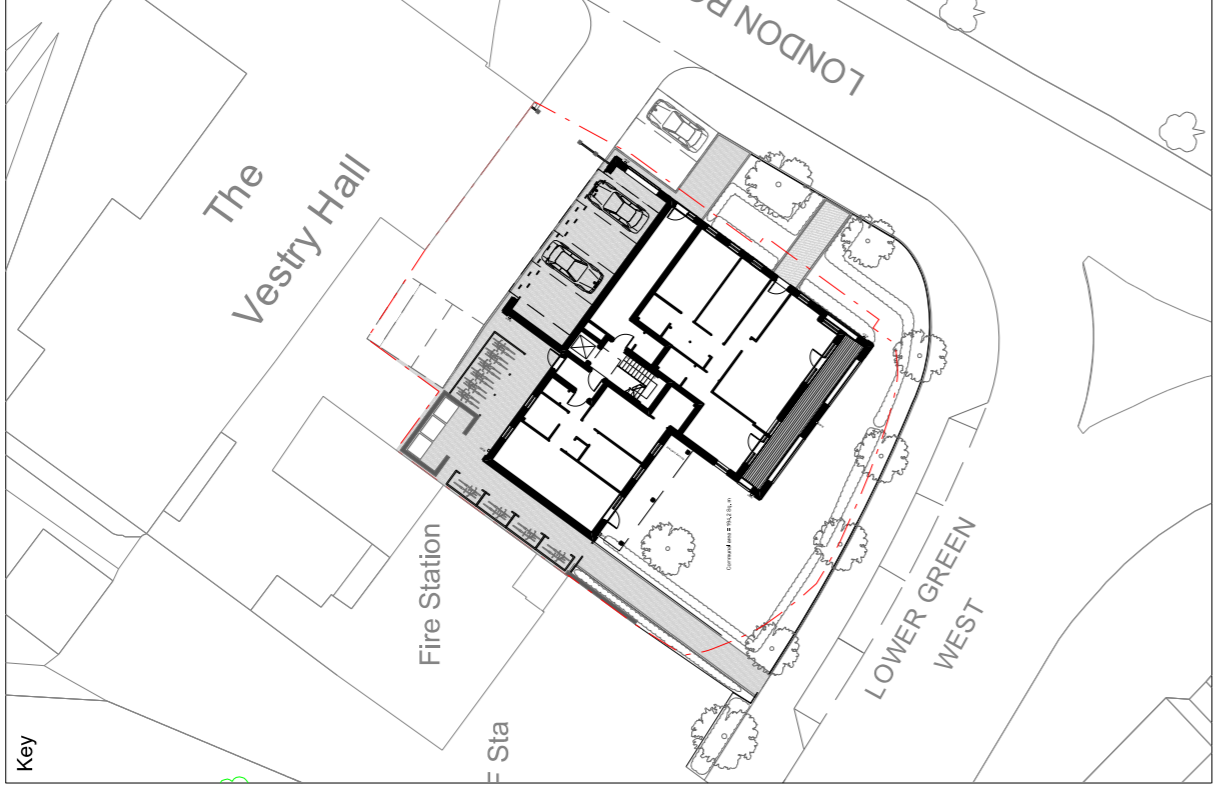 Key
The
Vestry Hall
LONDON RO
Fire Station
F Sta
LOWER GREEN
WEST